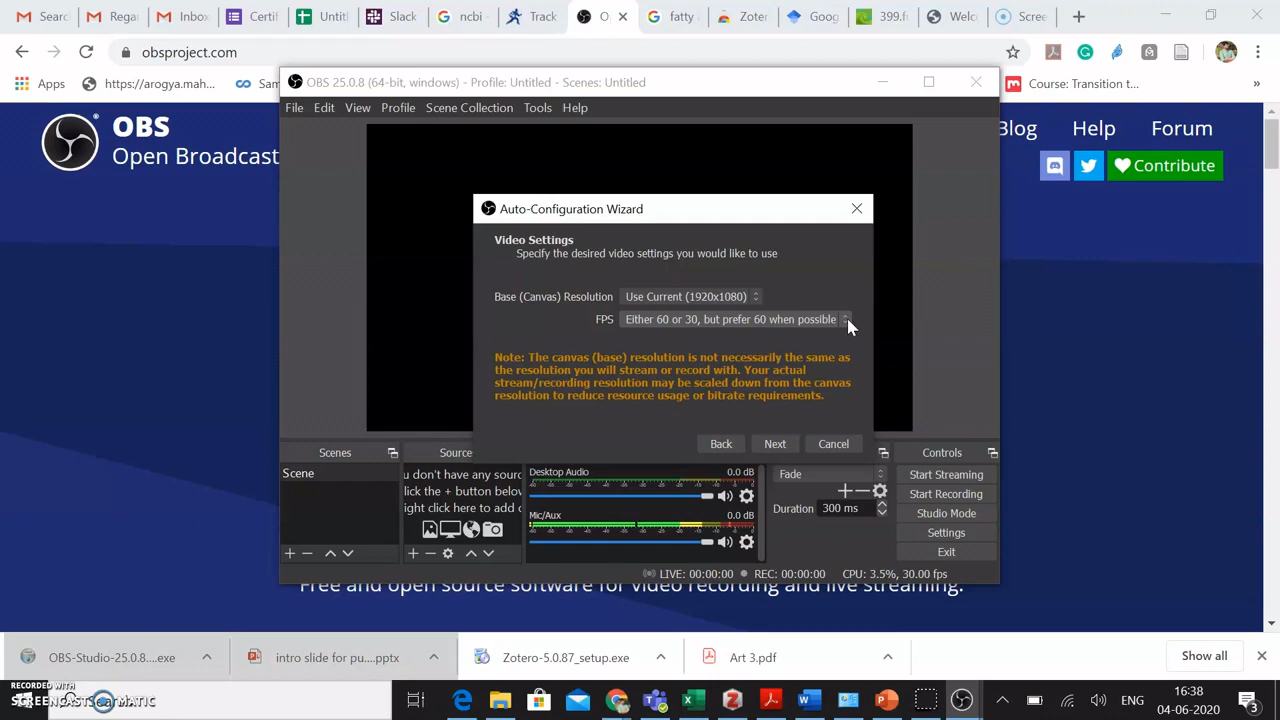 Searc
Regar
Inbox
Certif
Untitl
Slack
ncbi -
Track
O
fatty a
Zoter
Goog
399.fu
Welc
Scree
obsproject.com
Apps
https://arogya.mah...
Course: Transition t...
»
OBS
Open Broadcast
Blog
Help
Forum
Contribute
OBS 25.0.8 (64-bit, windows) - Profile: Untitled - Scenes: Untitled
File Edit View Profile Scene Collection Tools Help
Auto-Configuration Wizard
Video Settings
Specify the desired video settings you would like to use
Base (Canvas) Resolution Use Current (1920x1080)
FPS Either 60 or 30, but prefer 60 when possible
Note: The canvas (base) resolution is not necessarily the same as
the resolution you will stream or record with. Your actual
stream/recording resolution may be scaled down from the canvas
resolution to reduce resource usage or bitrate requirements.
Back Next Cancel
Scenes
Source
Controls
Scene
u don't have any sourc
lick the + button below
ight click here to add o
Desktop Audio 0.0 dB
Mic/Aux 0.0 dB
Fade
Duration 300 ms
Start Streaming
Start Recording
Studio Mode
Settings
Exit
LIVE: 00:00:00 REC: 00:00:00 CPU: 3.5%, 30.00 fps
Free and open source software for video recording and live streaming.
OBS-Studio-25.0.8....exe
intro slide for pu....pptx
Zotero-5.0.87_setup.exe
Art 3.pdf
Show all
RECORDED WITH
SCREENCAST MATIC
ENG
16:38
04-06-2020
3